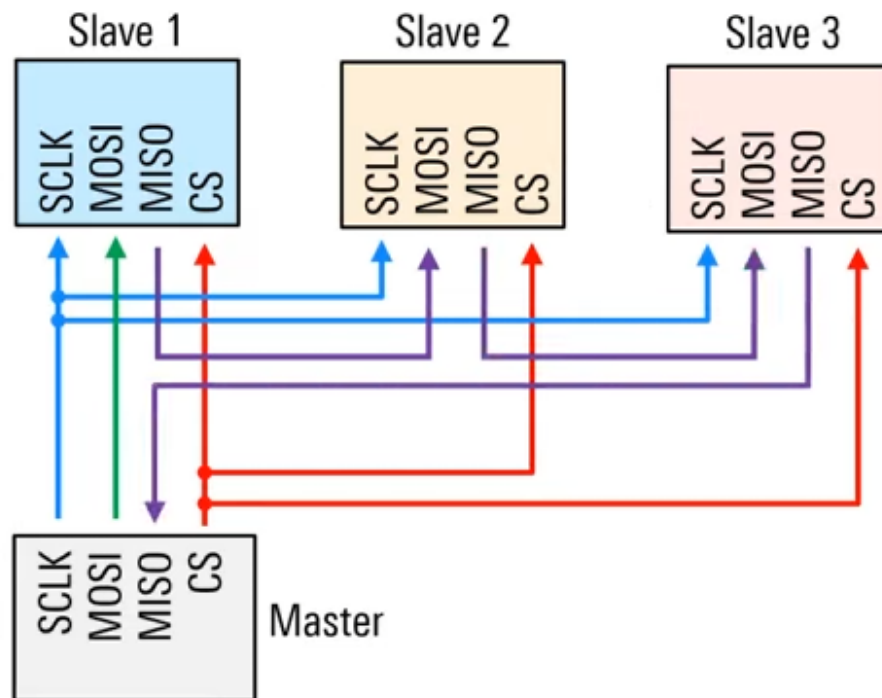 Slave 1
Slave 2
Slave 3
SCLK
MOSI
MISO
CS
SCLK
MOSI
MISO
CS
SCLK
MOSI
MISO
CS
SCLK
MOSI
MISO
CS
Master